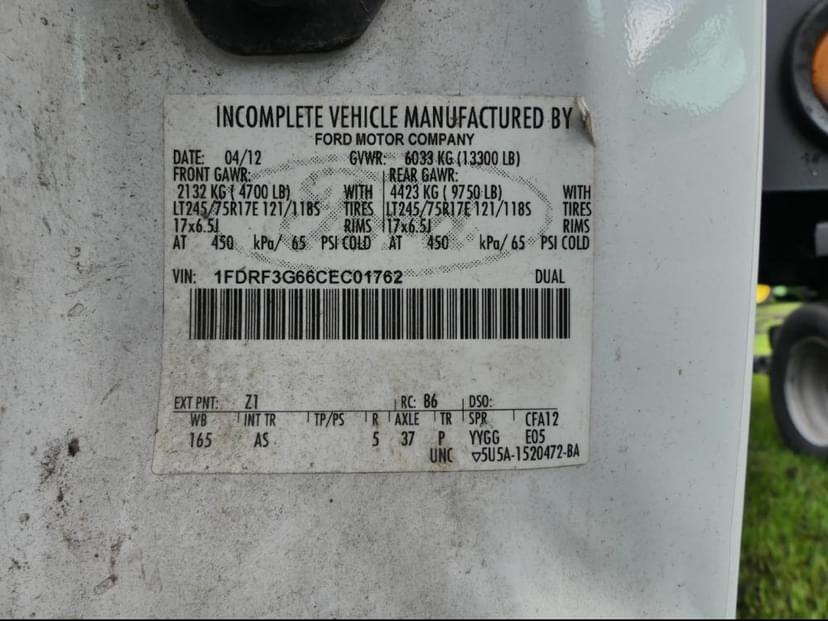 INCOMPLETE VEHICLE MANUFACTURED BY
FORD MOTOR COMPANY
DATE: 04/12 GVWR: 6033 KG (13300 LB)
FRONT GAWR: REAR GAWR:
2132 KG ( 4700 LB) WITH 4423 KG ( 9750 LB) WITH
LT245/75R17E 121/118S TIRES LT245/75R17E 121/118S TIRES
17x6.5J RIMS 17x6.5J RIMS
AT 450 kPa/ 65 PSI COLD AT 450 kPa/ 65 PSI COLD
VIN: 1FDRF3G66CEC01762 DUAL
EXT PNT: Z1 RC: 86 DSO:
WB INT TR TP/PS R AXLE TR SPR CFA12
165 AS 5 37 P YYGG E05
UNC ▽5U5A-1520472-BA